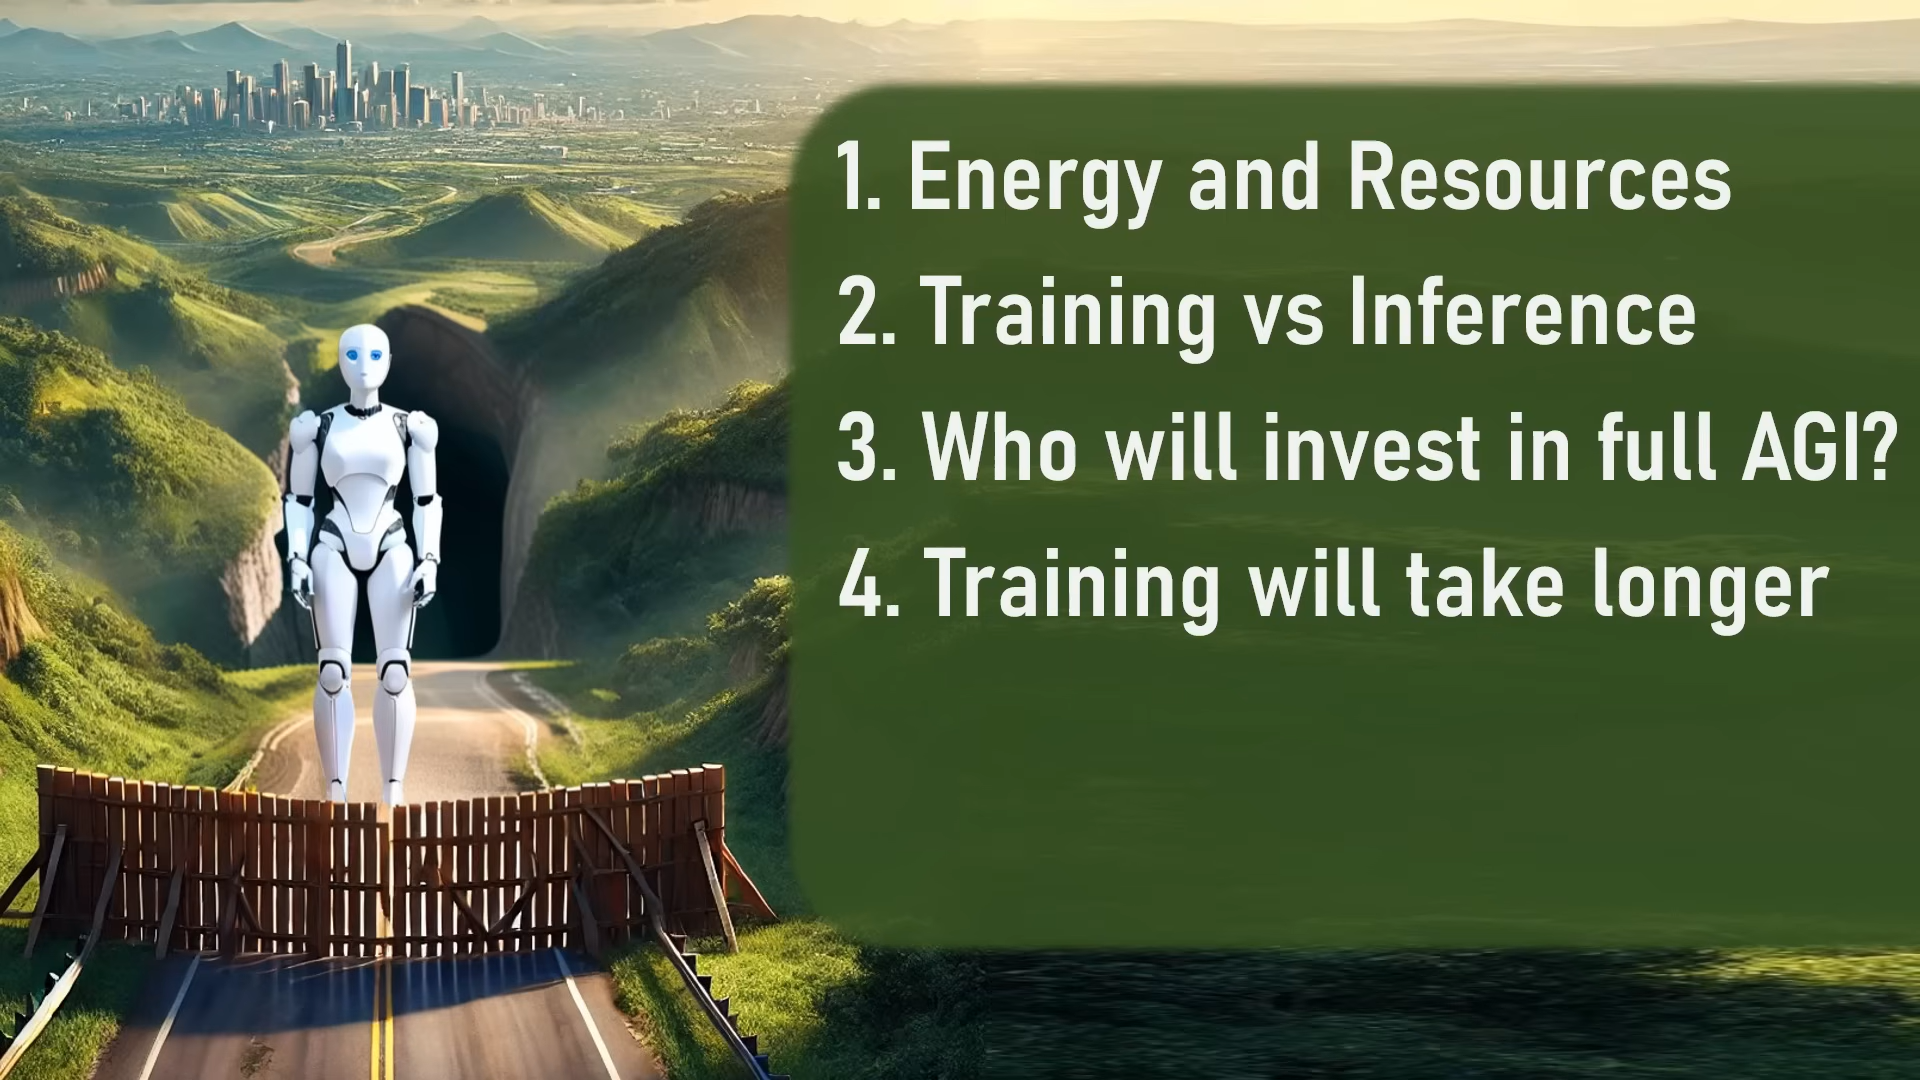 1. Energy and Resources
2. Training vs Inference
3. Who will invest in full AGI?
4. Training will take longer